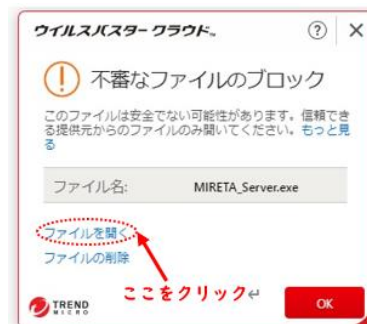 ウイルスバスター クラウド™
不審なファイルのブロック
このファイルは安全でない可能性があります。信頼でき
る提供元からのファイルのみ開いてください。もっと見
る
ファイル名: MIRETA_Server.exe
ファイルを開く
ファイルの削除
ここをクリック↵
TREND
MICRO
OK